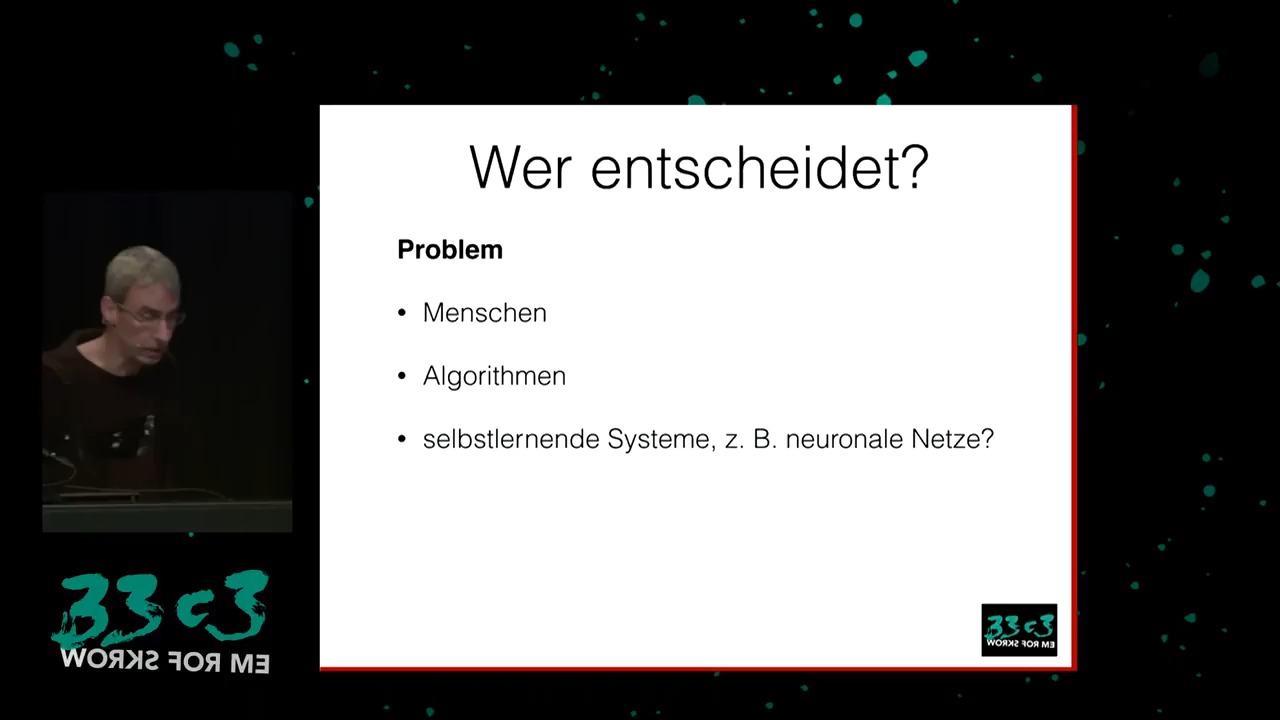 Wer entscheidet?
Problem
• Menschen
• Algorithmen
• selbstlernende Systeme, z. B. neuronale Netze?
33c3
WORKS FOR ME
33c3
WORKS FOR ME